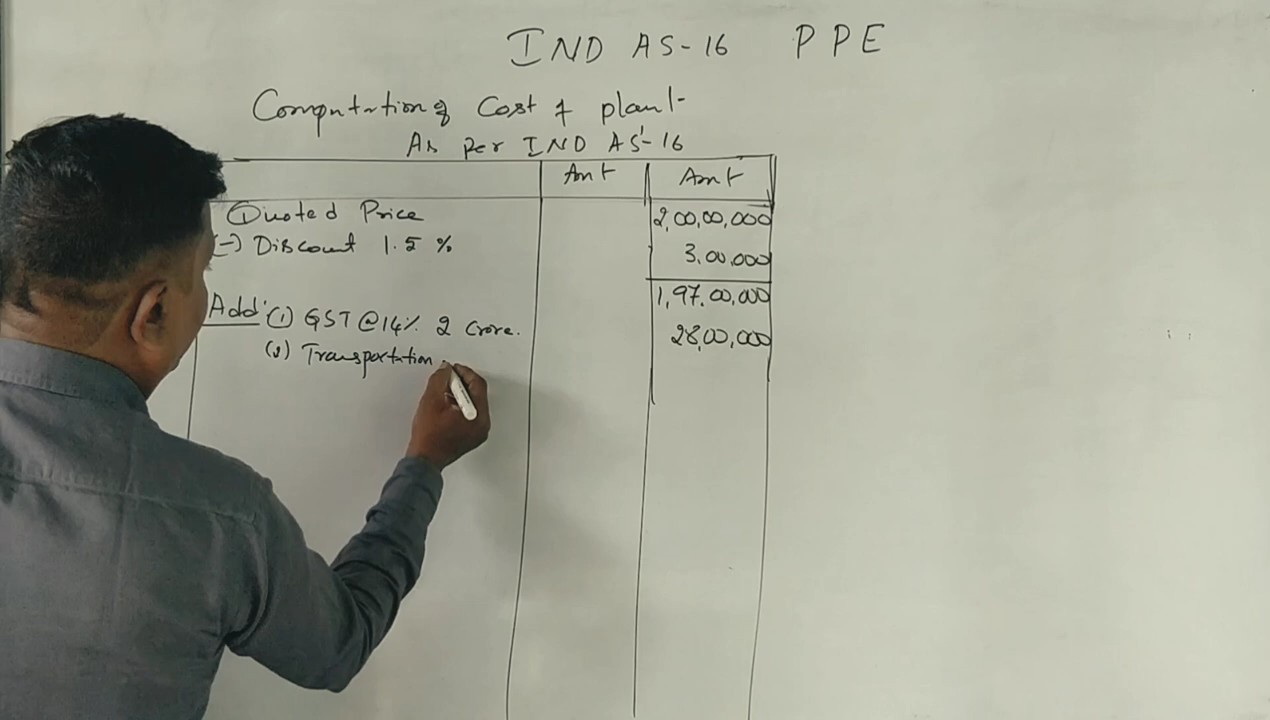 IND AS-16 PPE
Computation of Cost of plant
As per IND AS-16
Amt Amt
Quoted Price 2,00,00,000
(-) Discount 1.5 % 3,00,000
1,97,00,000
Add: (1) GST @ 14% 2 Crore. 28,00,000
(2) Transportation